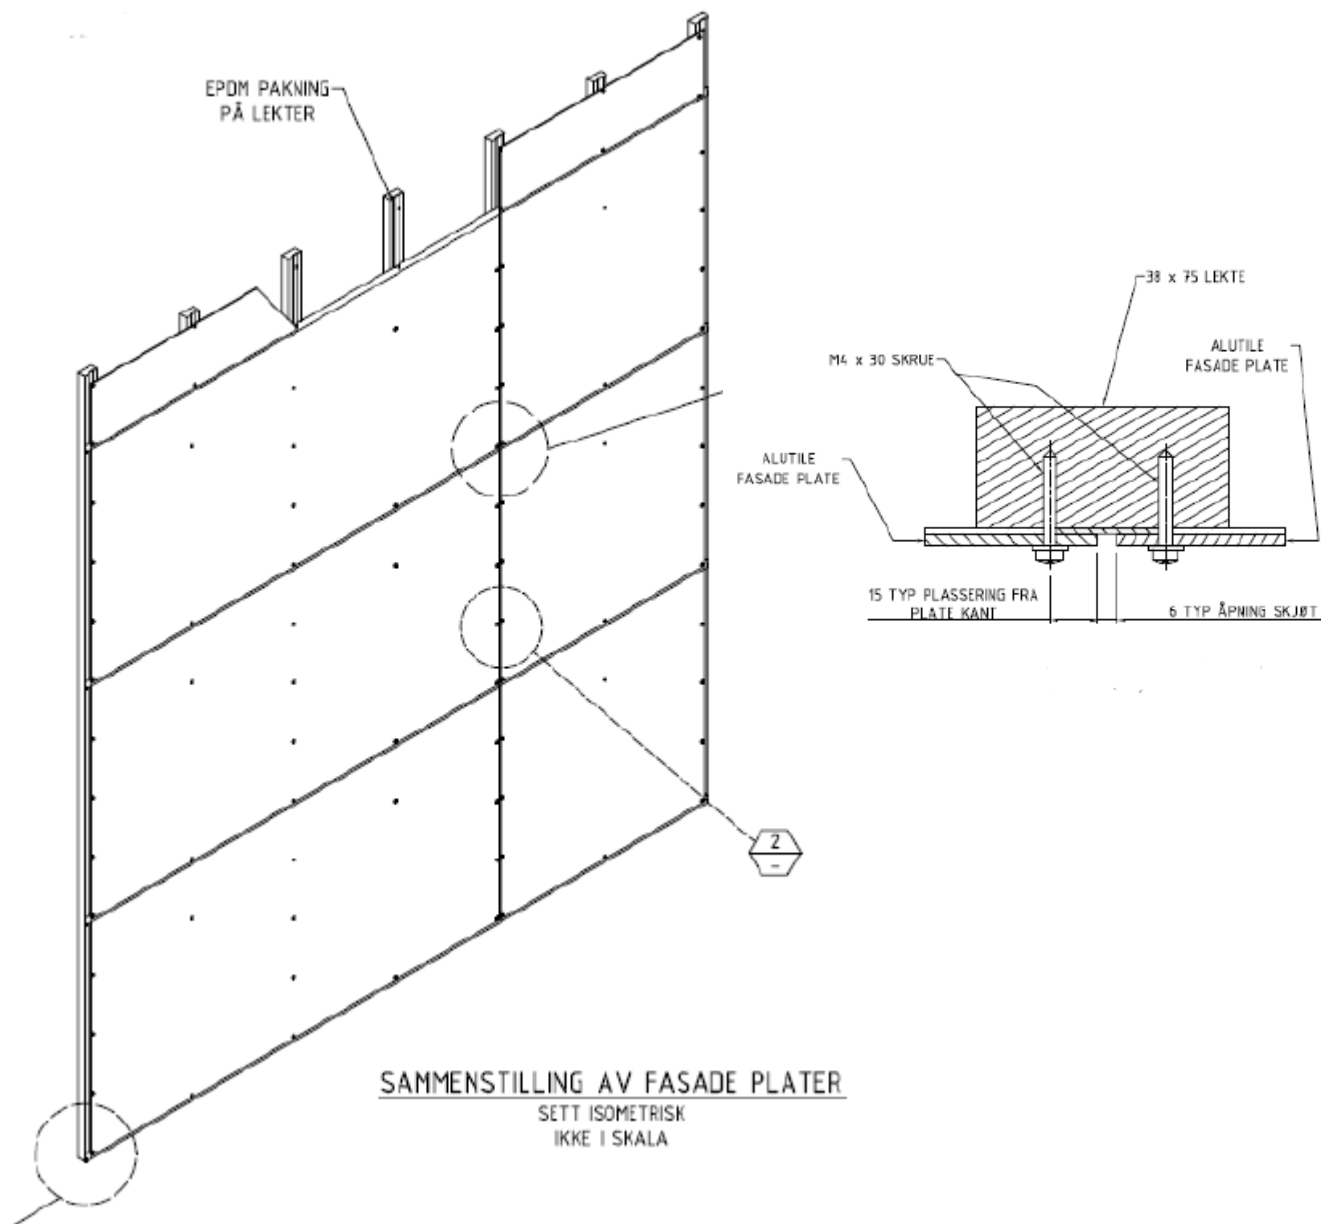 EPDM PAKNING
PÅ LEKTER
38 x 75 LEKTE
M4 x 30 SKRUE
ALUTILE
FASADE PLATE
ALUTILE
FASADE PLATE
15 TYP PLASSERING FRA
PLATE KANT
6 TYP ÅPNING SKJØT
2
-
SAMMENSTILLING AV FASADE PLATER
SETT ISOMETRISK
IKKE I SKALA